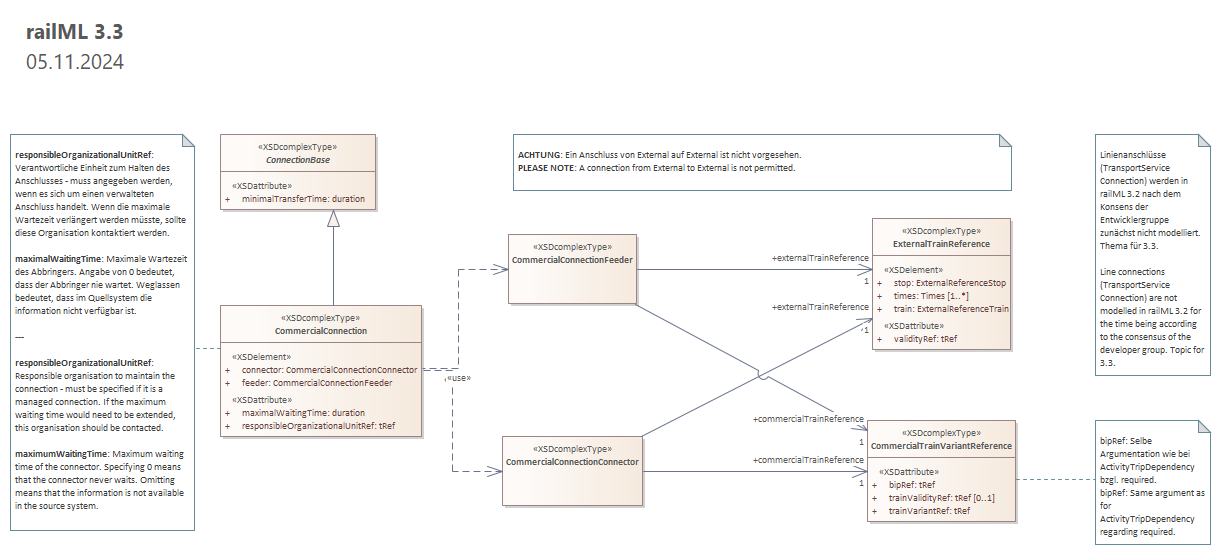 railML 3.3
05.11.2024
responsibleOrganizationalUnitRef:
Verantwortliche Einheit zum Halten des
Anschlusses - muss angegeben werden,
wenn es sich um einen verwalteten
Anschluss handelt. Wenn die maximale
Wartezeit verlängert werden müsste, sollte
diese Organisation kontaktiert werden.
maximalWaitingTime: Maximale Wartezeit
des Abbringers. Angabe von 0 bedeutet,
dass der Abbringer nie wartet. Weglassen
bedeutet, dass im Quellsystem die
information nicht verfügbar ist.
---
responsibleOrganizationalUnitRef:
Responsible organisation to maintain the
connection - must be specified if it is a
managed connection. If the maximum
waiting time would need to be extended,
this organisation should be contacted.
maximumWaitingTime: Maximum waiting
time of the connector. Specifying 0 means
that the connector never waits. Omitting
means that the information is not available
in the source system.
«XSDcomplexType»
ConnectionBase
«XSDattribute»
+ minimalTransferTime: duration
«XSDcomplexType»
CommercialConnection
«XSDelement»
+ connector: CommercialConnectionConnector
+ feeder: CommercialConnectionFeeder
«XSDattribute»
+ maximalWaitingTime: duration
+ responsibleOrganizationalUnitRef: tRef
«use»
ACHTUNG: Ein Anschluss von External auf External ist nicht vorgesehen.
PLEASE NOTE: A connection from External to External is not permitted.
«XSDcomplexType»
CommercialConnectionFeeder
«XSDcomplexType»
CommercialConnectionConnector
+externalTrainReference
1
+externalTrainReference
1
+commercialTrainReference
1
+commercialTrainReference
1
«XSDcomplexType»
ExternalTrainReference
«XSDelement»
+ stop: ExternalReferenceStop
+ times: Times [1..*]
+ train: ExternalReferenceTrain
«XSDattribute»
+ validityRef: tRef
«XSDcomplexType»
CommercialTrainVariantReference
«XSDattribute»
+ bipRef: tRef
+ trainValidityRef: tRef [0..1]
+ trainVariantRef: tRef
Linienanschlüsse
(TransportService
Connection) werden in
railML 3.2 nach dem
Konsens der
Entwicklergruppe
zunächst nicht modelliert.
Thema für 3.3.
Line connections
(TransportService
Connection) are not
modelled in railML 3.2 for
the time being according
to the consensus of the
developer group. Topic for
3.3.
bipRef: Selbe
Argumentation wie bei
ActivityTripDependency
bzgl. required.
bipRef: Same argument as
for
ActivityTripDependency
regarding required.